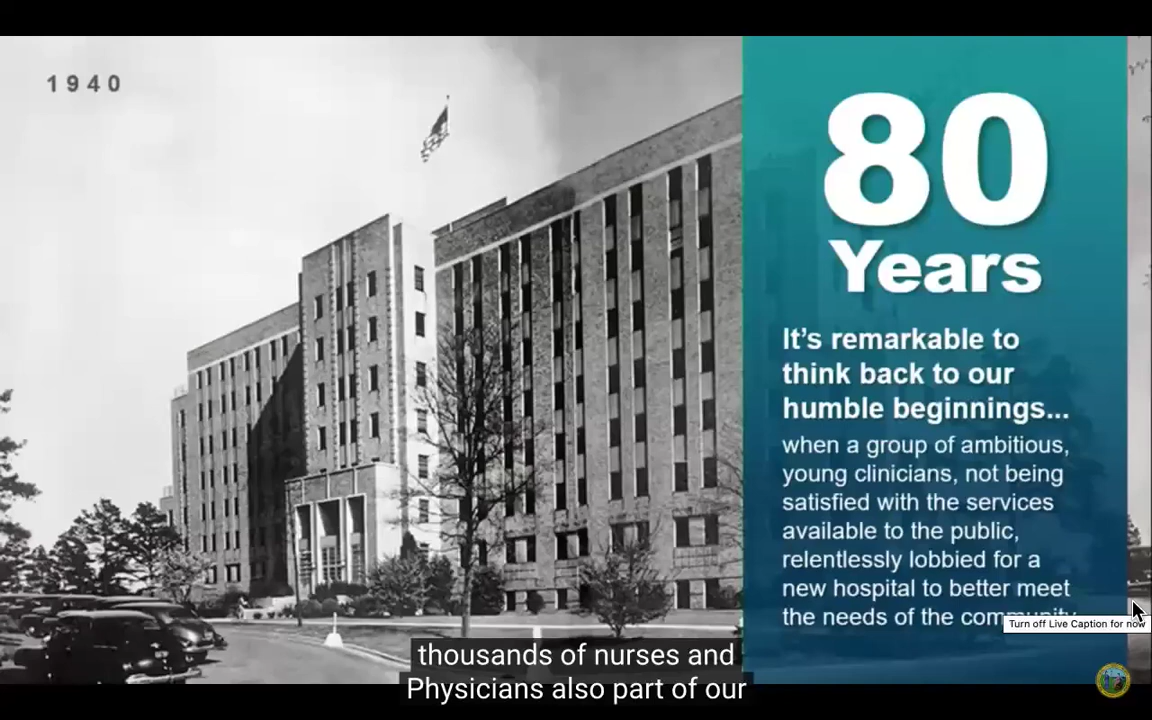 1940
80
Years
It's remarkable to
think back to our
humble beginnings...
when a group of ambitious,
young clinicians, not being
satisfied with the services
available to the public,
relentlessly lobbied for a
new hospital to better meet
the needs of the community
Turn off Live Caption for now
thousands of nurses and
Physicians also part of our